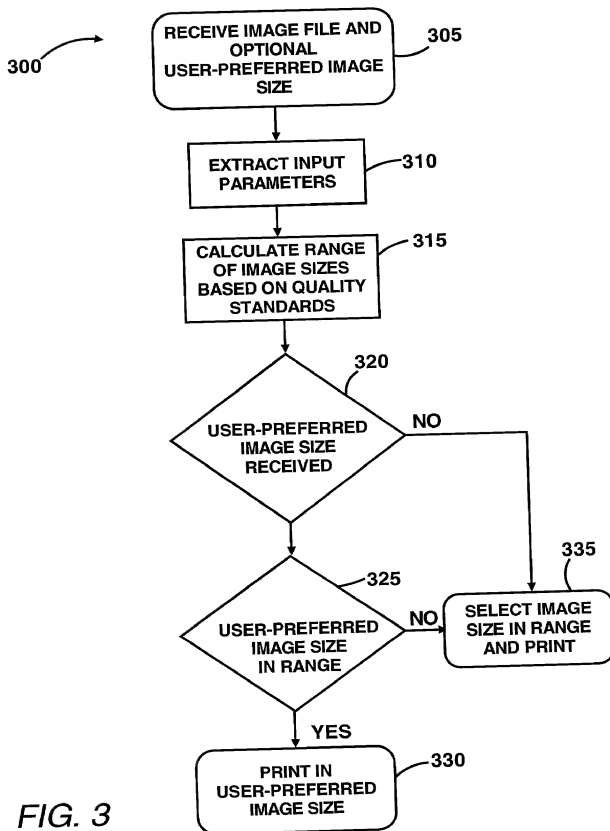 300
RECEIVE IMAGE FILE AND
OPTIONAL
USER-PREFERRED IMAGE
SIZE
305
EXTRACT INPUT
PARAMETERS
310
CALCULATE RANGE
OF IMAGE SIZES
BASED ON QUALITY
STANDARDS
315
320
USER-PREFERRED
IMAGE SIZE
RECEIVED
NO
325
USER-PREFERRED
IMAGE SIZE
IN RANGE
NO
335
SELECT IMAGE
SIZE IN RANGE
AND PRINT
YES
PRINT IN
USER-PREFERRED
IMAGE SIZE
330
FIG. 3